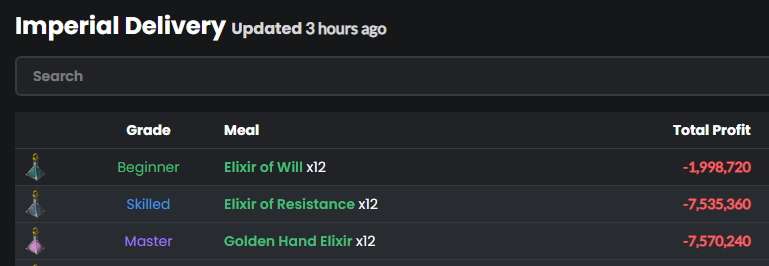 Imperial Delivery Updated 3 hours ago
Search
Grade Meal Total Profit
Beginner Elixir of Will x12 -1,998,720
Skilled Elixir of Resistance x12 -7,535,360
Master Golden Hand Elixir x12 -7,570,240